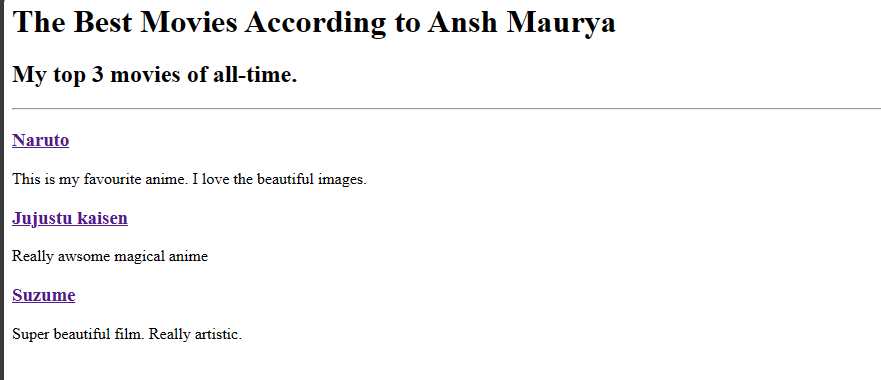 The Best Movies According to Ansh Maurya
My top 3 movies of all-time.
Naruto
This is my favourite anime. I love the beautiful images.
Jujustu kaisen
Really awsome magical anime
Suzume
Super beautiful film. Really artistic.